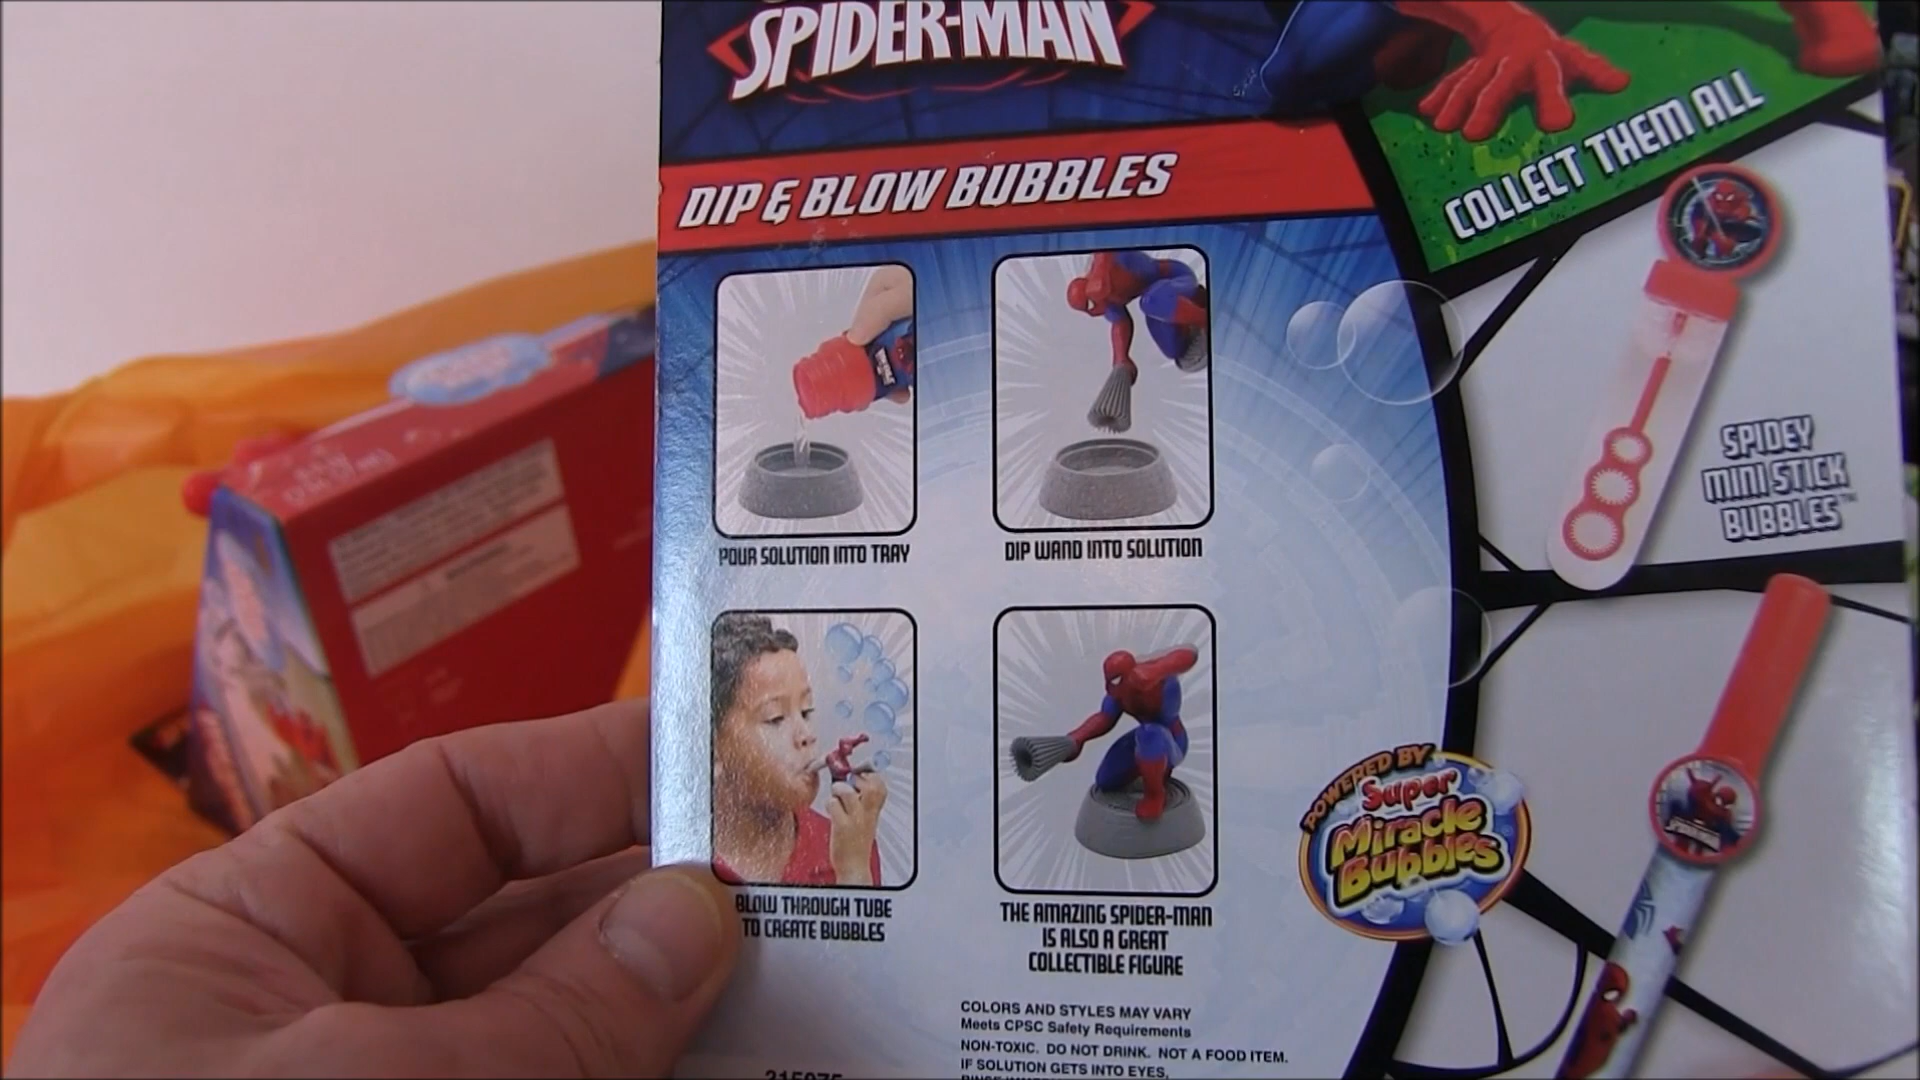 SPIDER-MAN
DIP & BLOW BUBBLES
COLLECT THEM ALL
POUR SOLUTION INTO TRAY
DIP WAND INTO SOLUTION
BLOW THROUGH TUBE
TO CREATE BUBBLES
THE AMAZING SPIDER-MAN
IS ALSO A GREAT
COLLECTIBLE FIGURE
SPIDEY
MINI STICK
BUBBLES™
POWERED BY
Super
Miracle
Bubbles
COLORS AND STYLES MAY VARY
Meets CPSC Safety Requirements
NON-TOXIC. DO NOT DRINK. NOT A FOOD ITEM.
IF SOLUTION GETS INTO EYES,